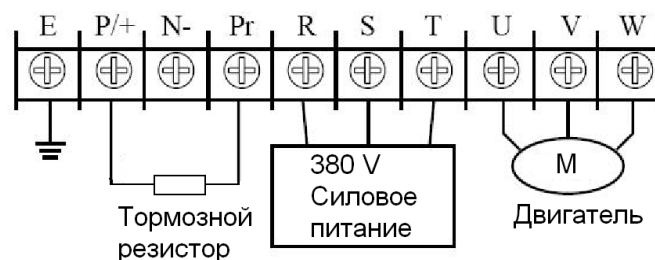 E P/+ N- Pr R S T U V W
380 V
Силовое
питание
M
Тормозной
резистор
Двигатель